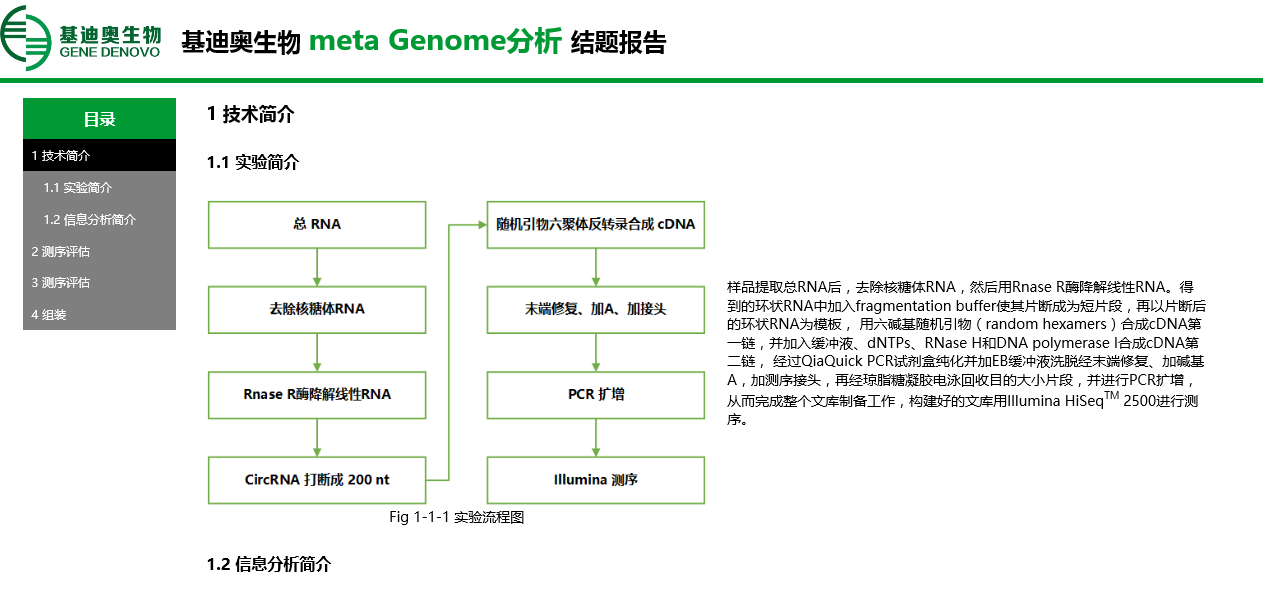 基迪奥生物
GENE DENOVO
基迪奥生物 meta Genome分析 结题报告
目录
1 技术简介
1.1 实验简介
1.2 信息分析简介
2 测序评估
3 测序评估
4 组装
1 技术简介
1.1 实验简介
总 RNA
去除核糖体RNA
Rnase R酶降解线性RNA
CircRNA 打断成 200 nt
随机引物六聚体反转录合成 cDNA
末端修复、加A、加接头
PCR 扩增
Illumina 测序
Fig 1-1-1 实验流程图
样品提取总RNA后，去除核糖体RNA，然后用Rnase R酶降解线性RNA。得
到的环状RNA中加入fragmentation buffer使其片断成为短片段，再以片断后
的环状RNA为模板， 用六碱基随机引物（random hexamers）合成cDNA第
一链，并加入缓冲液、dNTPs、RNase H和DNA polymerase I合成cDNA第
二链， 经过QiaQuick PCR试剂盒纯化并加EB缓冲液洗脱经末端修复、加碱基
A，加测序接头，再经琼脂糖凝胶电泳回收目的大小片段，并进行PCR扩增，
从而完成整个文库制备工作，构建好的文库用Illumina HiSeqTM 2500进行测
序。
1.2 信息分析简介